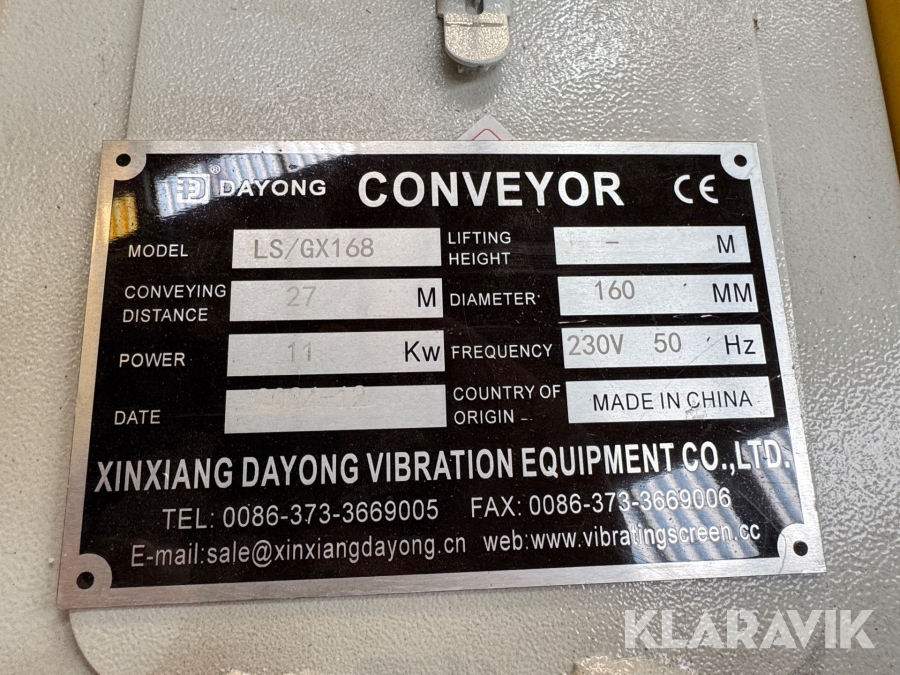 DAYONG® CONVEYOR CE
MODEL LS/GX168 LIFTING HEIGHT - M
CONVEYING DISTANCE 27 M DIAMETER 160 MM
POWER 11 Kw FREQUENCY 230V 50 Hz
DATE COUNTRY OF ORIGIN MADE IN CHINA
XINXIANG DAYONG VIBRATION EQUIPMENT CO.,LTD.
TEL: 0086-373-3669005 FAX: 0086-373-3669006
E-mail:sale@xinxiangdayong.cn web:www.vibratingscreen.cc
KLARAVIK